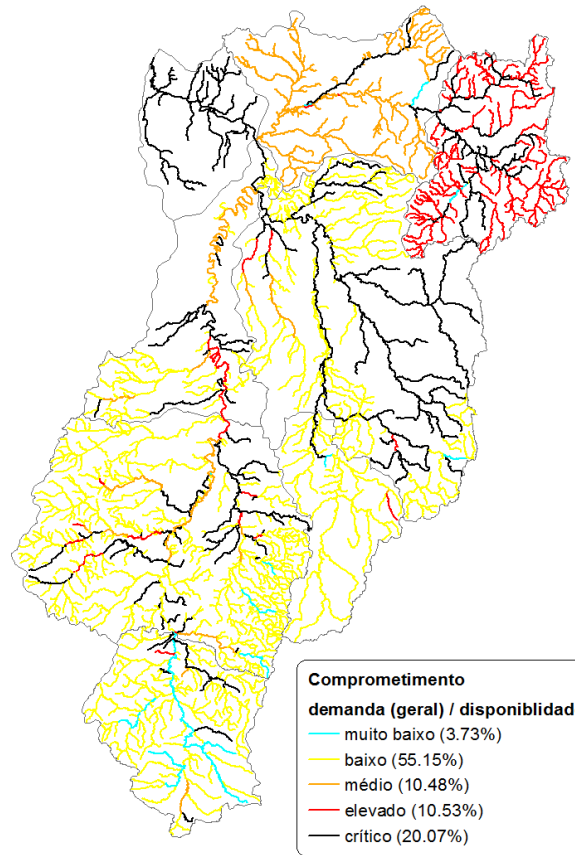 Comprometimento
demanda (geral) / disponiblidad
muito baixo (3.73%)
baixo (55.15%)
médio (10.48%)
elevado (10.53%)
crítico (20.07%)